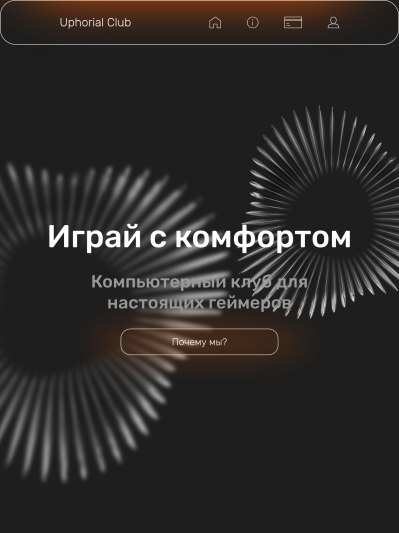 Uphorial Club
Играй с комфортом
Компьютерный клуб для
настоящих геймеров
Почему мы?